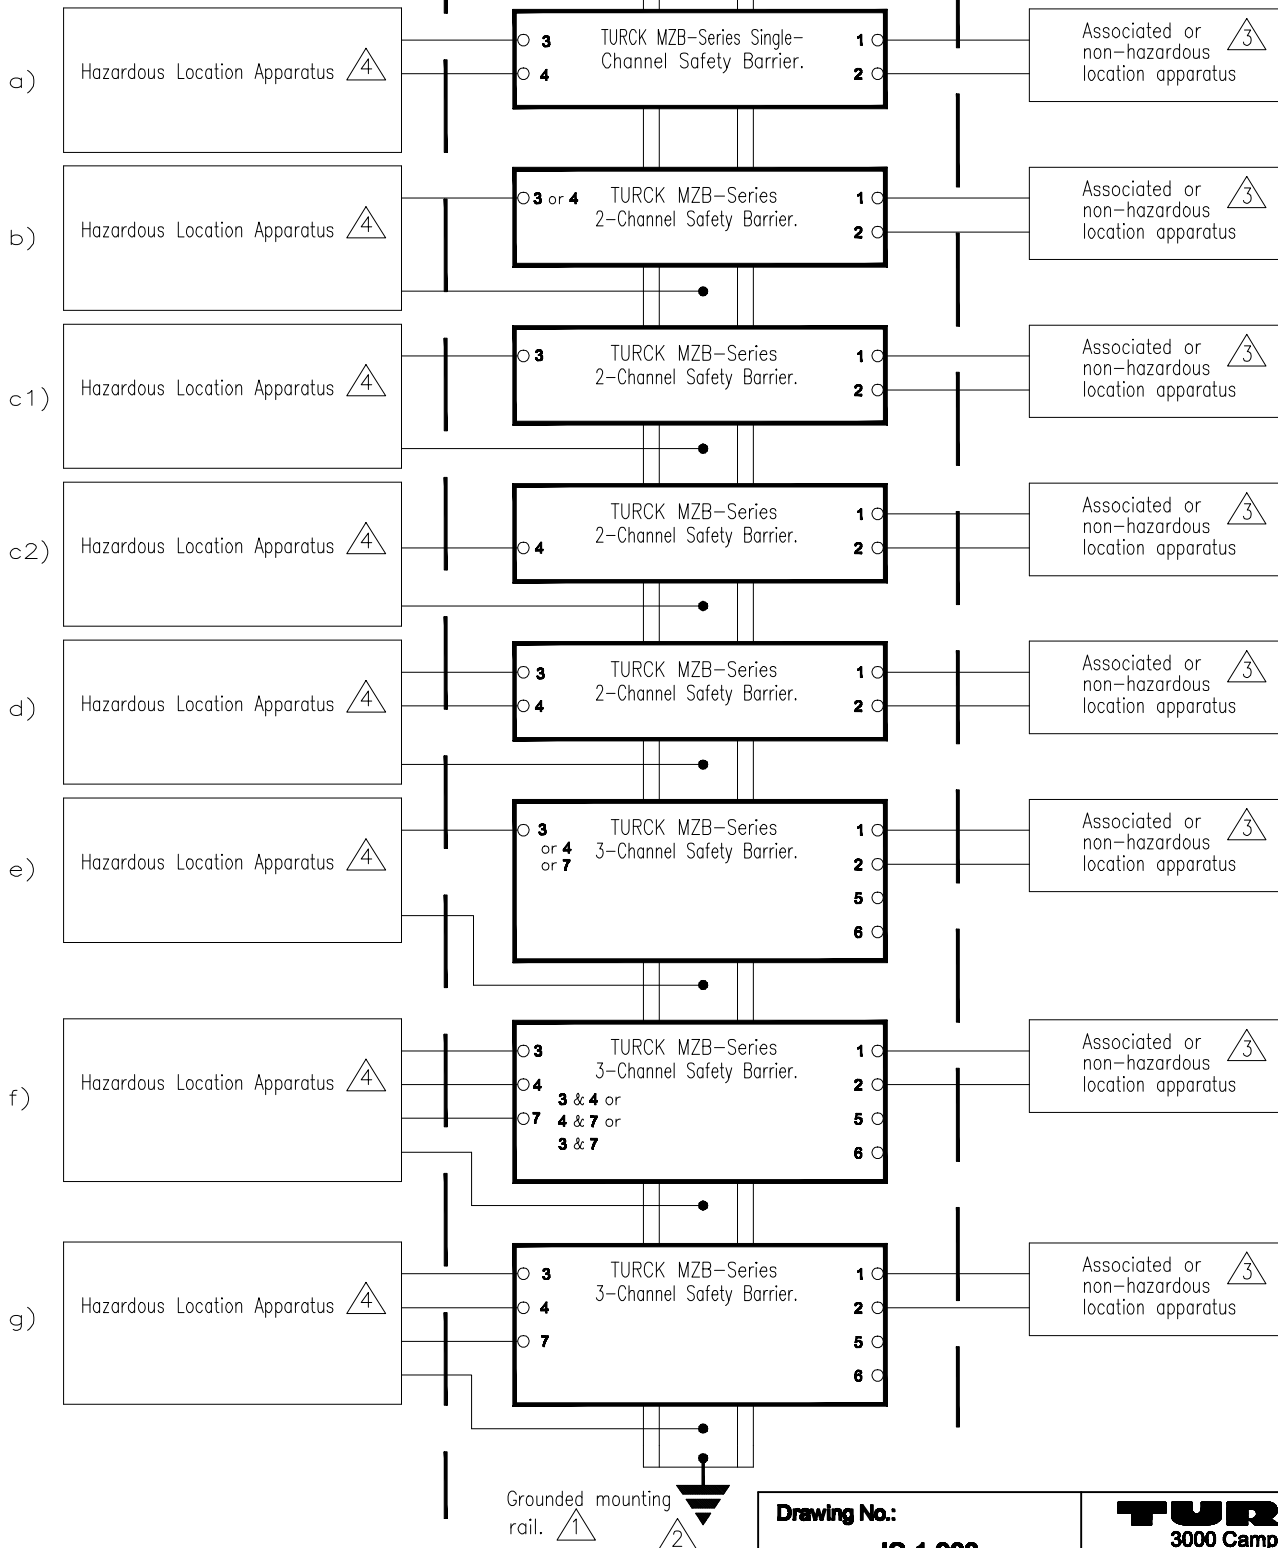 a)
Hazardous Location Apparatus 4
3
4
TURCK MZB-Series Single-
Channel Safety Barrier.
1
2
Associated or
non-hazardous
location apparatus
3
b)
Hazardous Location Apparatus 4
3 or 4
TURCK MZB-Series
2-Channel Safety Barrier.
1
2
Associated or
non-hazardous
location apparatus
3
c1)
Hazardous Location Apparatus 4
3
TURCK MZB-Series
2-Channel Safety Barrier.
1
2
Associated or
non-hazardous
location apparatus
3
c2)
Hazardous Location Apparatus 4
4
TURCK MZB-Series
2-Channel Safety Barrier.
1
2
Associated or
non-hazardous
location apparatus
3
d)
Hazardous Location Apparatus 4
3
4
TURCK MZB-Series
2-Channel Safety Barrier.
1
2
Associated or
non-hazardous
location apparatus
3
e)
Hazardous Location Apparatus 4
3
or 4
or 7
TURCK MZB-Series
3-Channel Safety Barrier.
1
2
5
6
Associated or
non-hazardous
location apparatus
3
f)
Hazardous Location Apparatus 4
3
4
7
3 & 4 or
4 & 7 or
3 & 7
TURCK MZB-Series
3-Channel Safety Barrier.
1
2
5
6
Associated or
non-hazardous
location apparatus
3
g)
Hazardous Location Apparatus 4
3
4
7
TURCK MZB-Series
3-Channel Safety Barrier.
1
2
5
6
Associated or
non-hazardous
location apparatus
3
Grounded mounting
rail. 1
2
Drawing No.:
TUR
3000 Camp